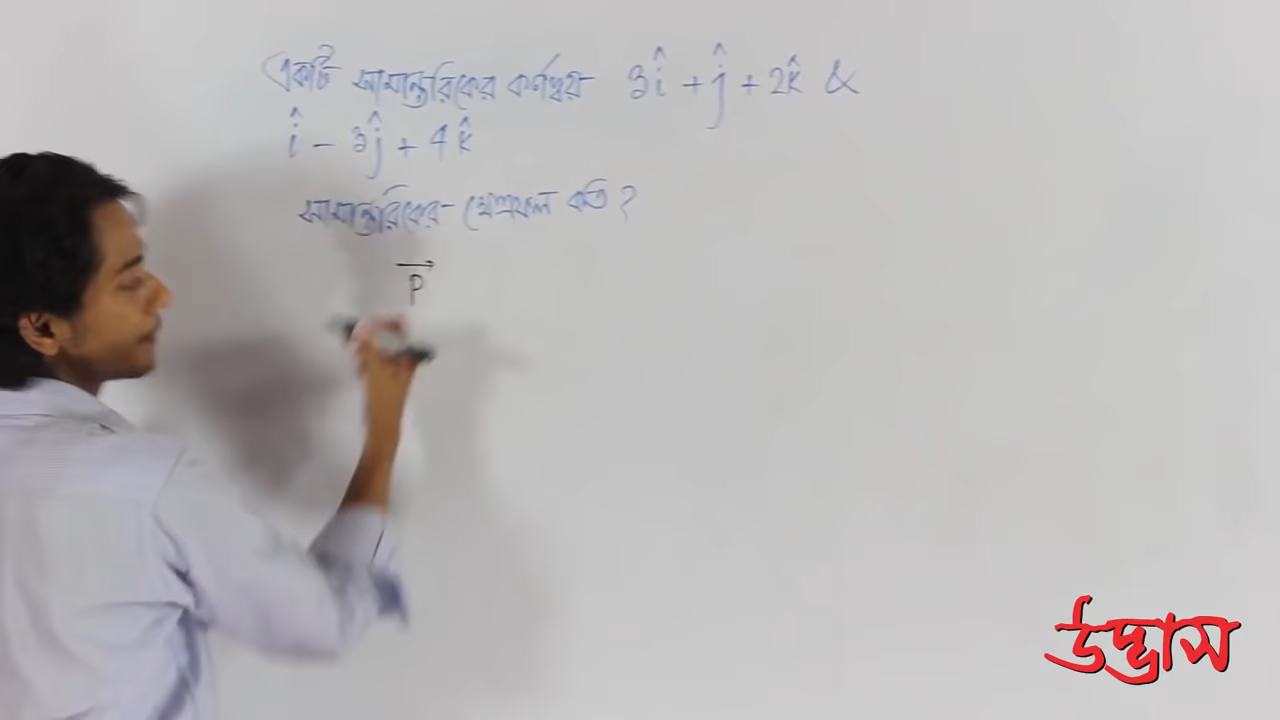 একটি সামান্তরিকের কর্ণদ্বয় 3î + ĵ + 2k̂ &
î - 3ĵ + 4k̂
সামান্তরিকের ক্ষেত্রফল কত ?
P⃗
উদ্ভাস